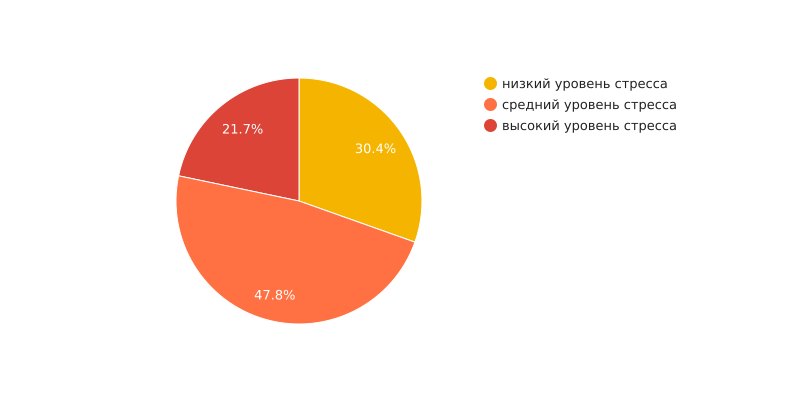 низкий уровень стресса
средний уровень стресса
высокий уровень стресса
21.7%
30.4%
47.8%